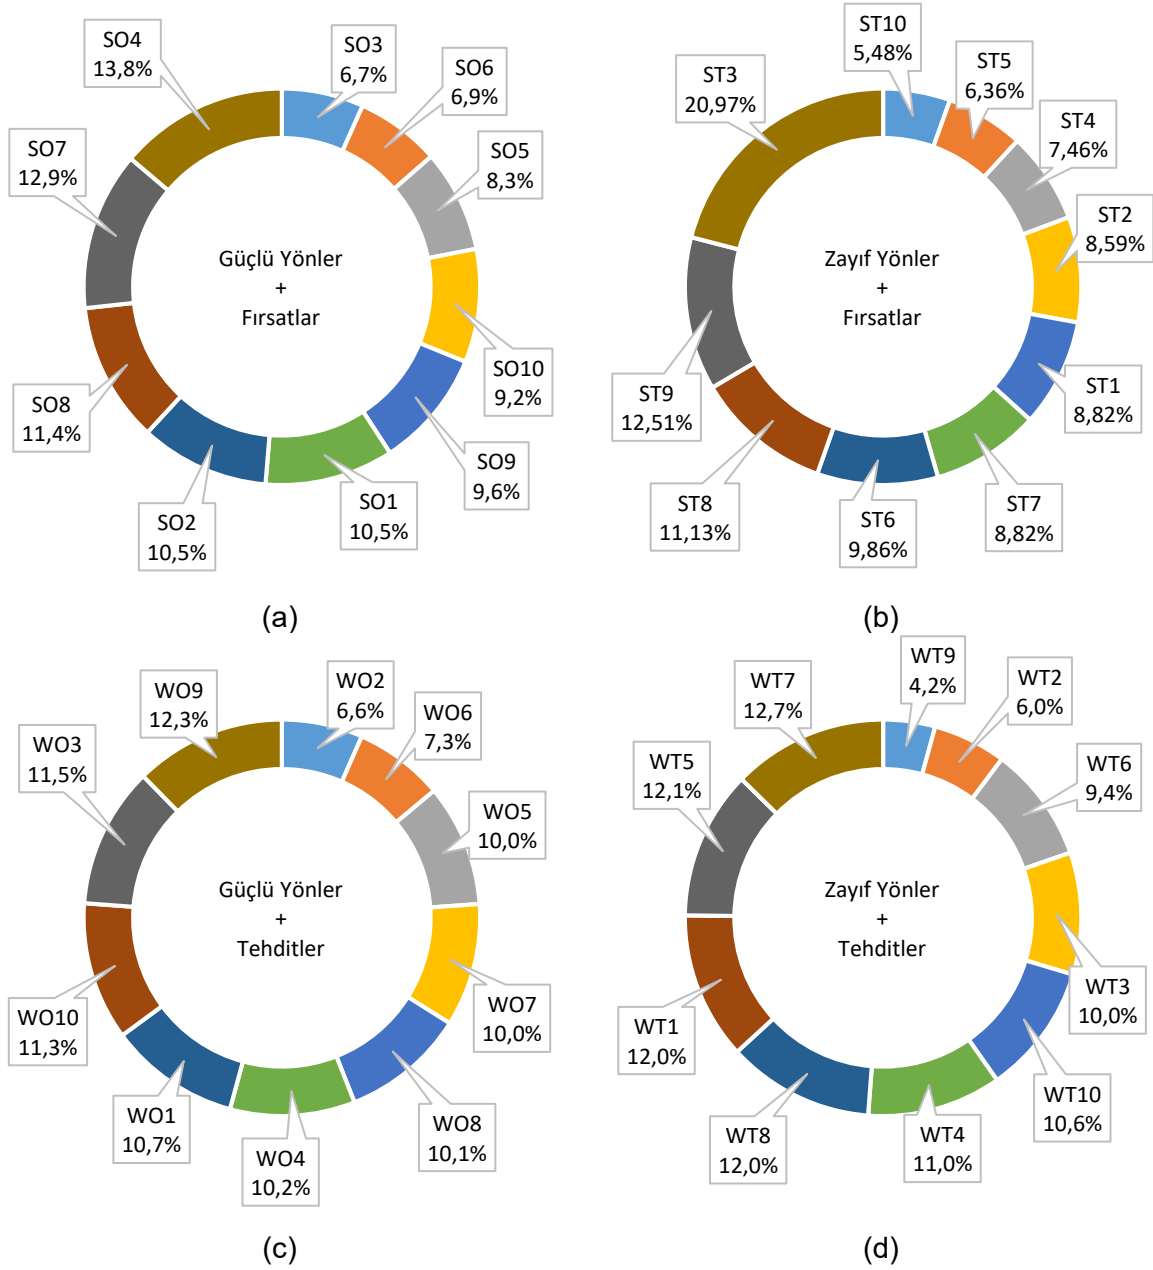 SO4
13,8%
SO3
6,7%
SO6
6,9%
SO5
8,3%
SO10
9,2%
SO9
9,6%
SO1
10,5%
SO2
10,5%
SO8
11,4%
SO7
12,9%
Güçlü Yönler
+
Fırsatlar
(a)
ST3
20,97%
ST10
5,48%
ST5
6,36%
ST4
7,46%
ST2
8,59%
ST1
8,82%
ST7
8,82%
ST6
9,86%
ST8
11,13%
ST9
12,51%
Zayıf Yönler
+
Fırsatlar
(b)
WO9
12,3%
WO2
6,6%
WO6
7,3%
WO5
10,0%
WO7
10,0%
WO8
10,1%
WO4
10,2%
WO1
10,7%
WO10
11,3%
WO3
11,5%
Güçlü Yönler
+
Tehditler
(c)
WT7
12,7%
WT9
4,2%
WT2
6,0%
WT6
9,4%
WT3
10,0%
WT10
10,6%
WT4
11,0%
WT8
12,0%
WT1
12,0%
WT5
12,1%
Zayıf Yönler
+
Tehditler
(d)